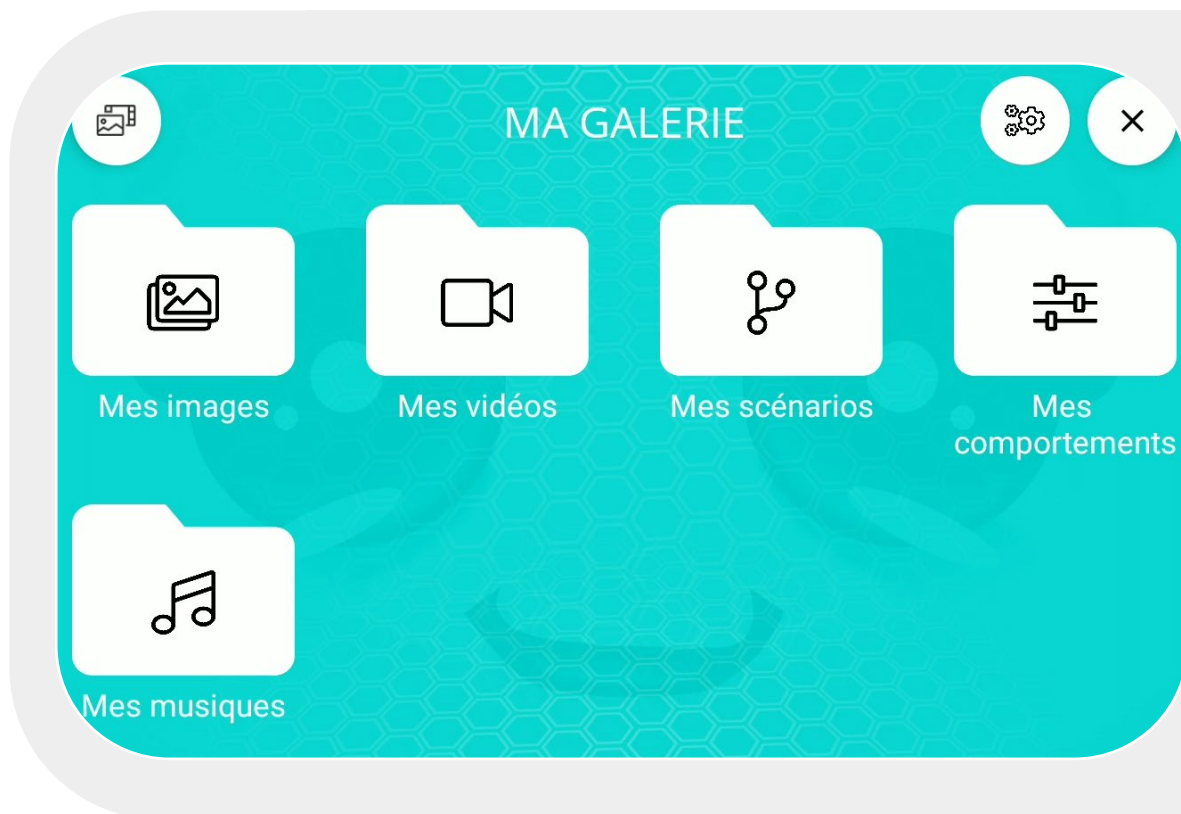 MA GALERIE
Mes images
Mes vidéos
Mes scénarios
Mes
comportements
Mes musiques